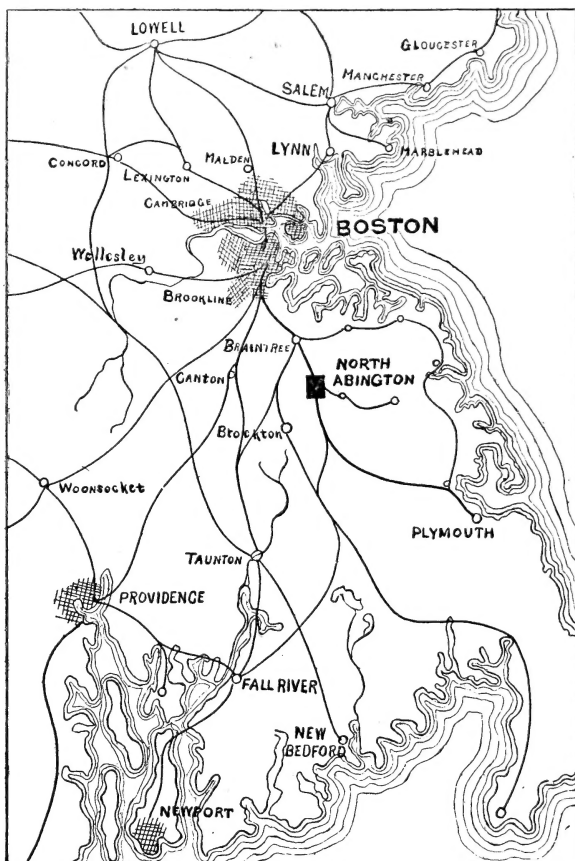 LOWELL
GLOUCESTER
MANCHESTER
SALEM
LYNN
MARBLEHEAD
CONCORD
MALDEN
LEXINGTON
CAMBRIDGE
BOSTON
Wellesley
BROOKLINE
BRAINTREE
NORTH
ABINGTON
CANTON
Brockton
WOONSOCKET
PLYMOUTH
TAUNTON
PROVIDENCE
FALL RIVER
NEW
BEDFORD
NEWPORT